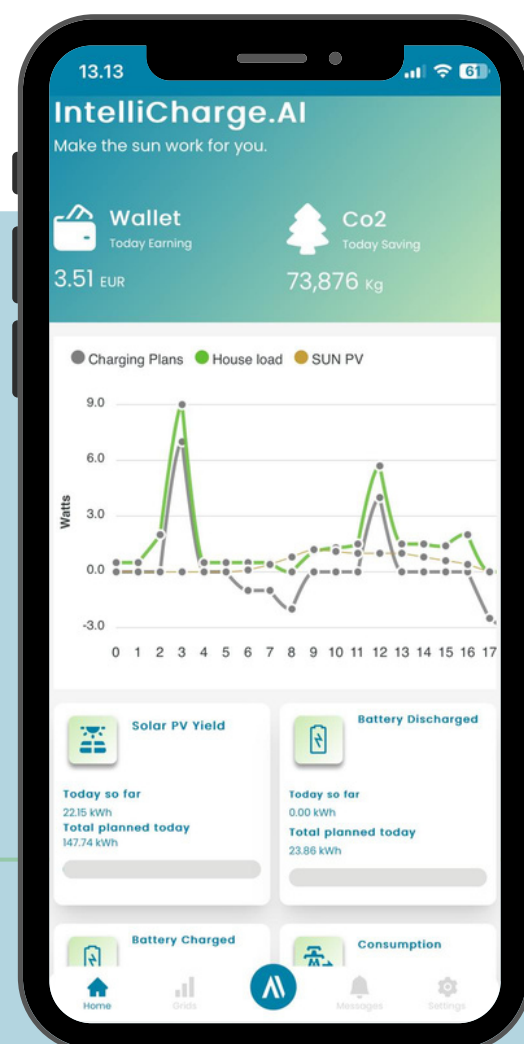 13.13
61
IntelliCharge.AI
Make the sun work for you.
Wallet
Today Earning
3.51 EUR
Co2
Today Saving
73,876 Kg
Charging Plans House load SUN PV
9.0
6.0
3.0
0.0
-3.0
Watts
0 1 2 3 4 5 6 7 8 9 10 11 12 13 14 15 16 17
Solar PV Yield
Today so far
22.15 kWh
Total planned today
147.74 kWh
Battery Discharged
Today so far
0.00 kWh
Total planned today
23.86 kWh
Battery Charged
Consumption
Home Grids Messages Settings